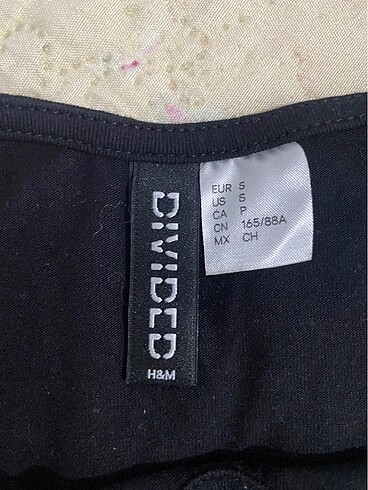 DIVIDED
H&M
EUR S
US S
CA P
CN 165/88A
MX CH